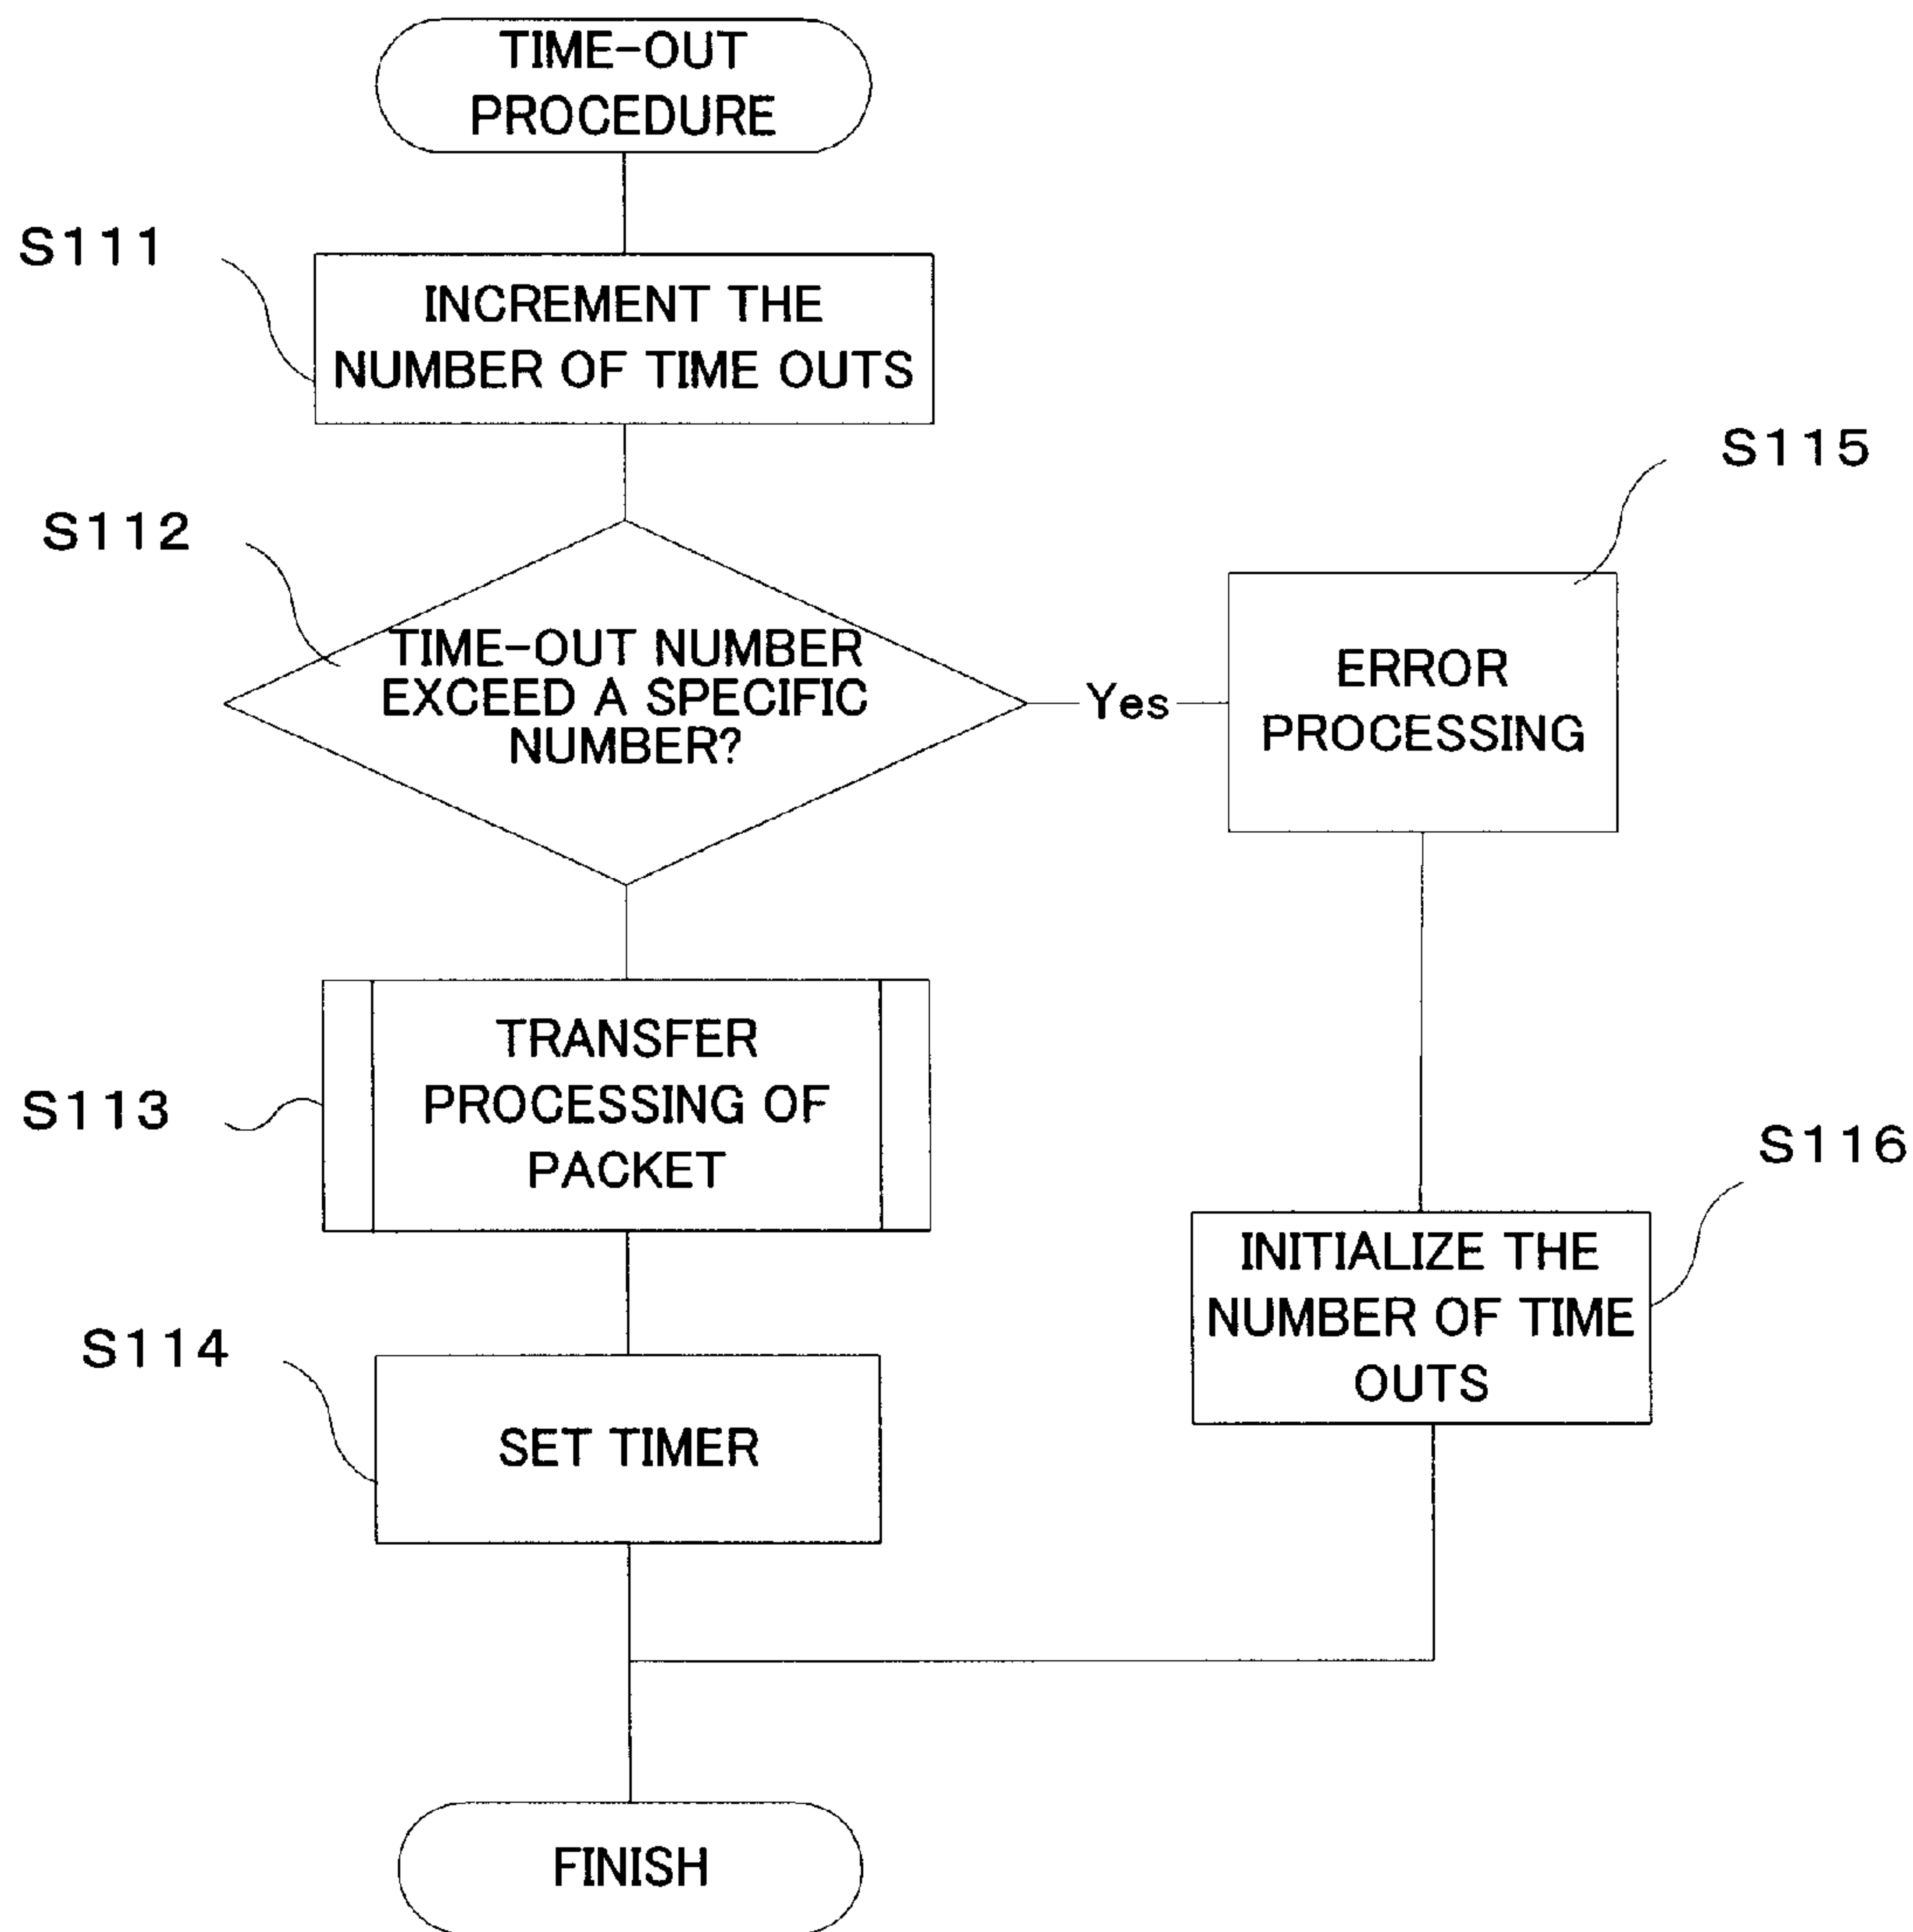 TIME-OUT
PROCEDURE
S111
INCREMENT THE
NUMBER OF TIME OUTS
S112
TIME-OUT NUMBER
EXCEED A SPECIFIC
NUMBER?
Yes
S115
ERROR
PROCESSING
S113
TRANSFER
PROCESSING OF
PACKET
S116
INITIALIZE THE
NUMBER OF TIME
OUTS
S114
SET TIMER
FINISH